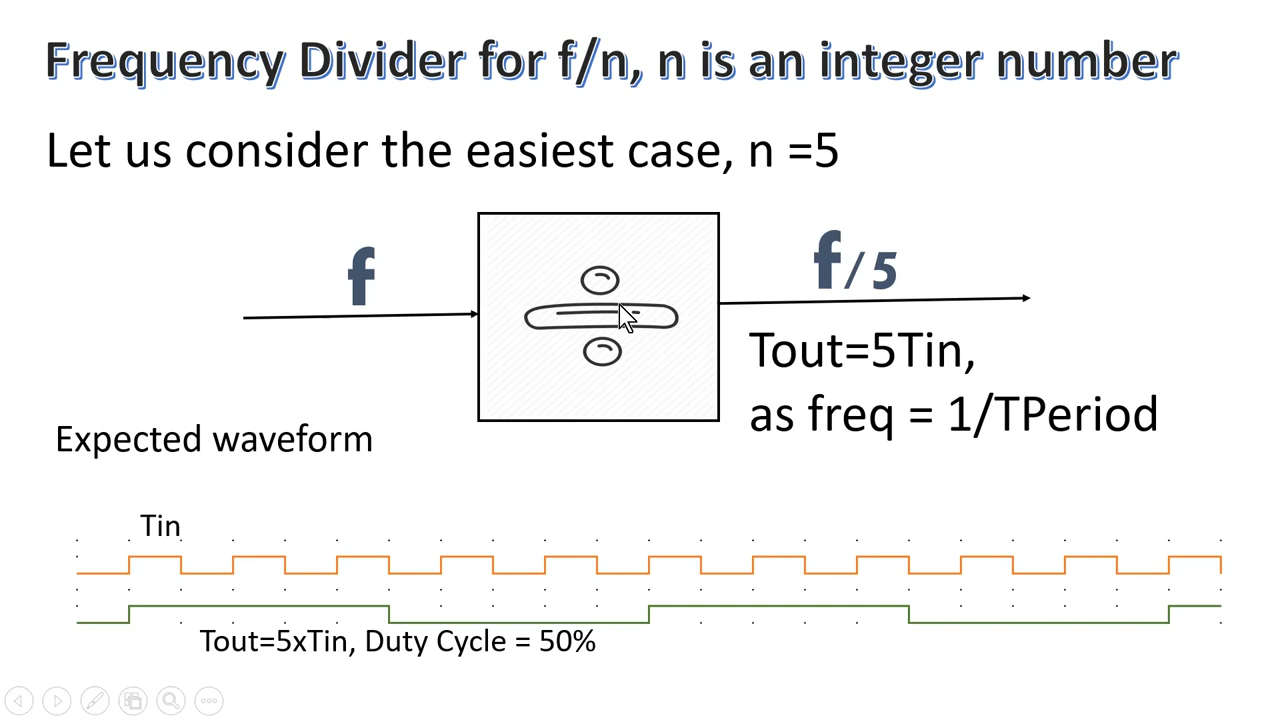 Frequency Divider for f/n, n is an integer number
Let us consider the easiest case, n =5
f
f/5
Tout=5Tin,
as freq = 1/TPeriod
Expected waveform
Tin
Tout=5xTin, Duty Cycle = 50%